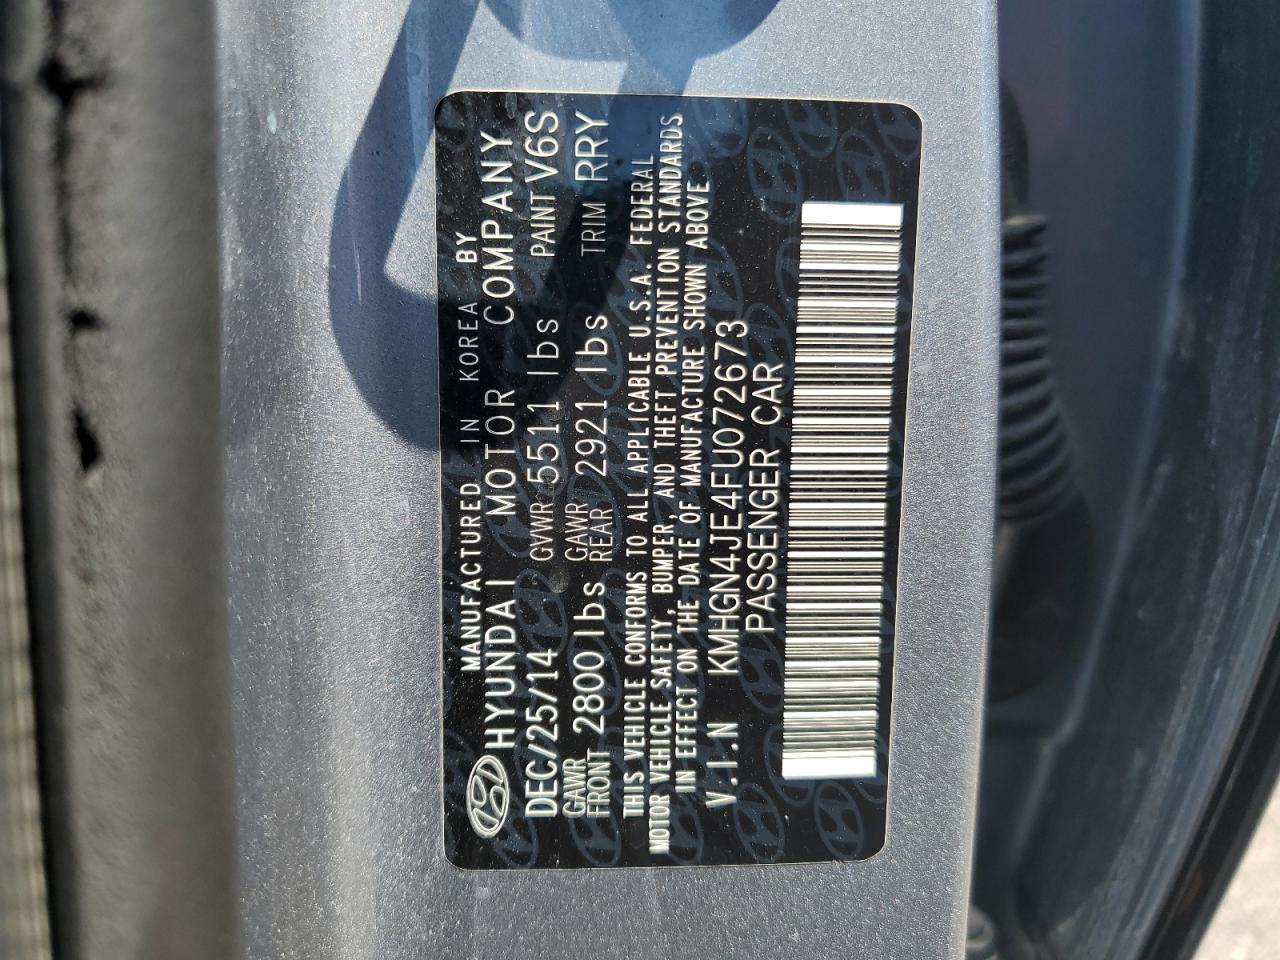 MANUFACTURED IN KOREA BY
HYUNDAI MOTOR COMPANY
DEC/25/14 GVWR 5511 lbs PAINT V6S
GAWR FRONT 2800 lbs GAWR REAR 2921 lbs TRIM RRY
THIS VEHICLE CONFORMS TO ALL APPLICABLE U.S.A. FEDERAL
MOTOR VEHICLE SAFETY, BUMPER, AND THEFT PREVENTION STANDARDS
IN EFFECT ON THE DATE OF MANUFACTURE SHOWN ABOVE
V.I.N KMHGN4JE4FU072673
PASSENGER CAR